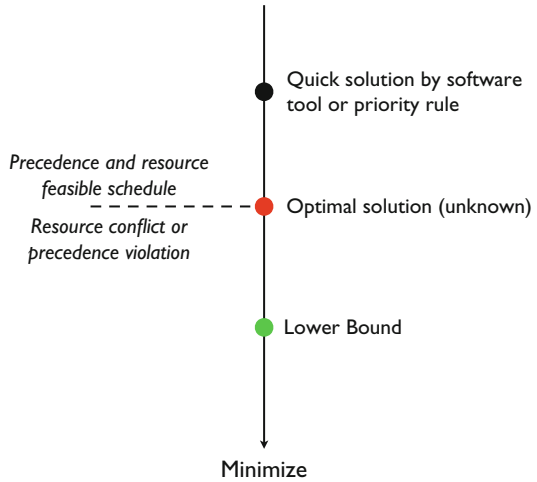 Quick solution by software
tool or priority rule
Precedence and resource
feasible schedule
Optimal solution (unknown)
Resource conflict or
precedence violation
Lower Bound
Minimize